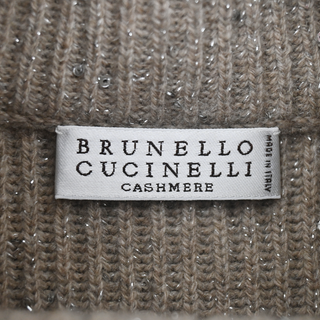 BRUNELLO
CUCINELLI
CASHMERE
MADE IN ITALY